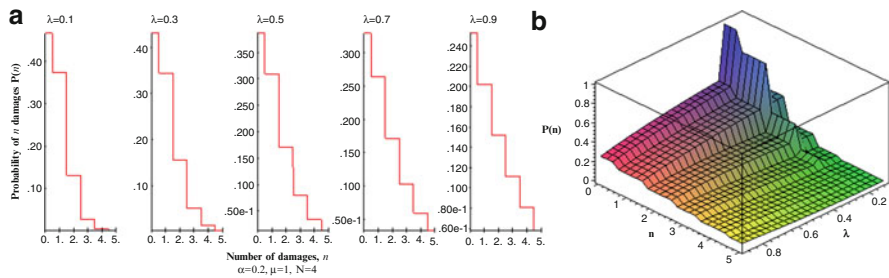 a
λ=0.1 λ=0.3 λ=0.5 λ=0.7 λ=0.9
b
Probability of n damages P(n)
.40
.30
.20
.10
0. 1. 2. 3. 4. 5.
.40
.30
.20
.10
0. 1. 2. 3. 4. 5.
.350
.300
.250
.200
.150
.100
.50e-1
0. 1. 2. 3. 4. 5.
.300
.250
.200
.150
.100
.50e-1
0. 1. 2. 3. 4. 5.
.240
.220
.200
.180
.160
.140
.120
.100
.80e-1
.60e-1
0. 1. 2. 3. 4. 5.
Number of damages, n
α=0.2, μ=1, N=4
1
0.8
0.6
0.4
0.2
0
P(n)
0
1
2
3
4
5
n
0.8
0.6
0.4
0.2
λ